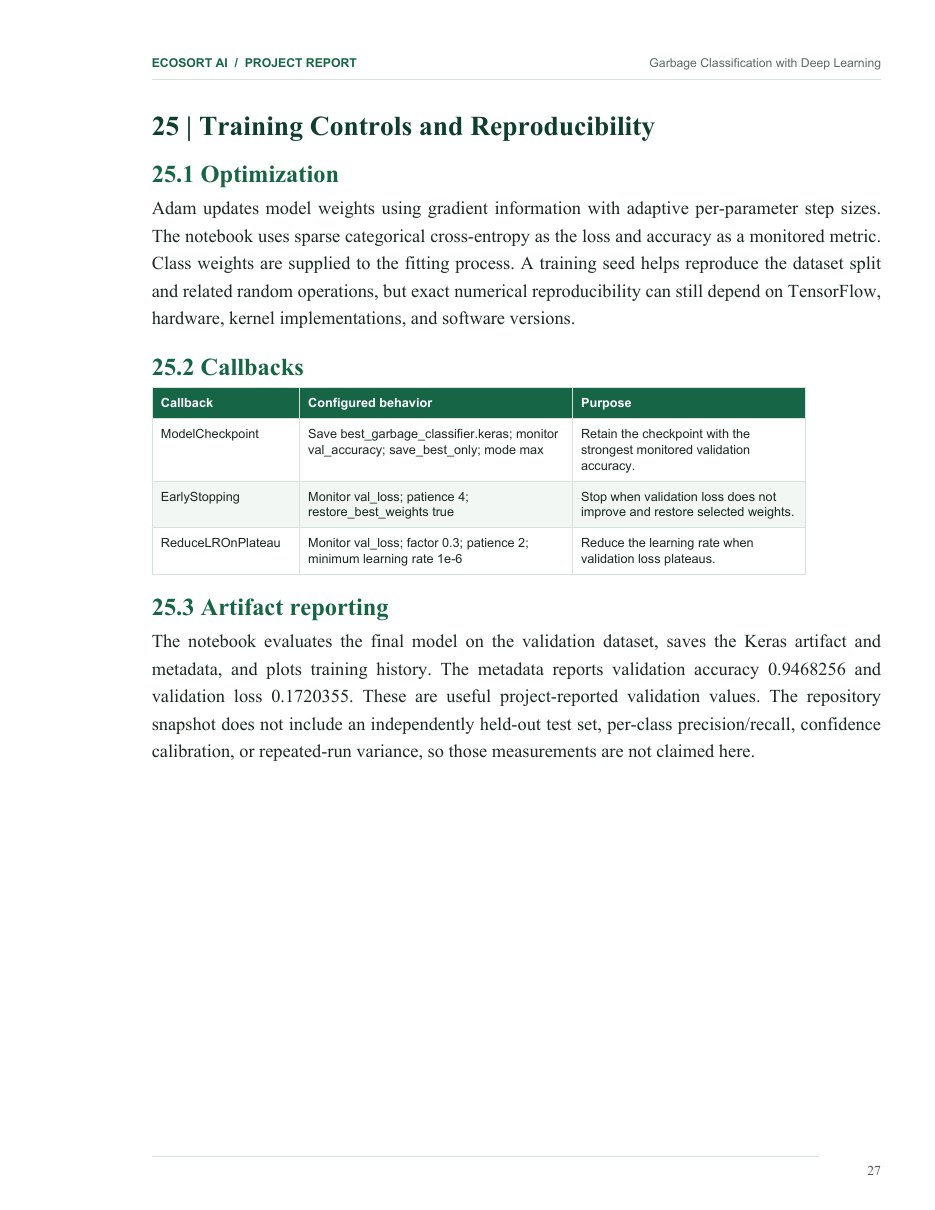 ECOSORT AI / PROJECT REPORT
Garbage Classification with Deep Learning
25 | Training Controls and Reproducibility
25.1 Optimization
Adam updates model weights using gradient information with adaptive per-parameter step sizes.
The notebook uses sparse categorical cross-entropy as the loss and accuracy as a monitored metric.
Class weights are supplied to the fitting process. A training seed helps reproduce the dataset split
and related random operations, but exact numerical reproducibility can still depend on TensorFlow,
hardware, kernel implementations, and software versions.
25.2 Callbacks
Callback
Configured behavior
Purpose
ModelCheckpoint
Save best_garbage_classifier.keras; monitor
val_accuracy; save_best_only; mode max
Retain the checkpoint with the
strongest monitored validation
accuracy.
EarlyStopping
Monitor val_loss; patience 4;
restore_best_weights true
Stop when validation loss does not
improve and restore selected weights.
ReduceLROnPlateau
Monitor val_loss; factor 0.3; patience 2;
minimum learning rate 1e-6
Reduce the learning rate when
validation loss plateaus.
25.3 Artifact reporting
The notebook evaluates the final model on the validation dataset, saves the Keras artifact and
metadata, and plots training history. The metadata reports validation accuracy 0.9468256 and
validation loss 0.1720355. These are useful project-reported validation values. The repository
snapshot does not include an independently held-out test set, per-class precision/recall, confidence
calibration, or repeated-run variance, so those measurements are not claimed here.
27